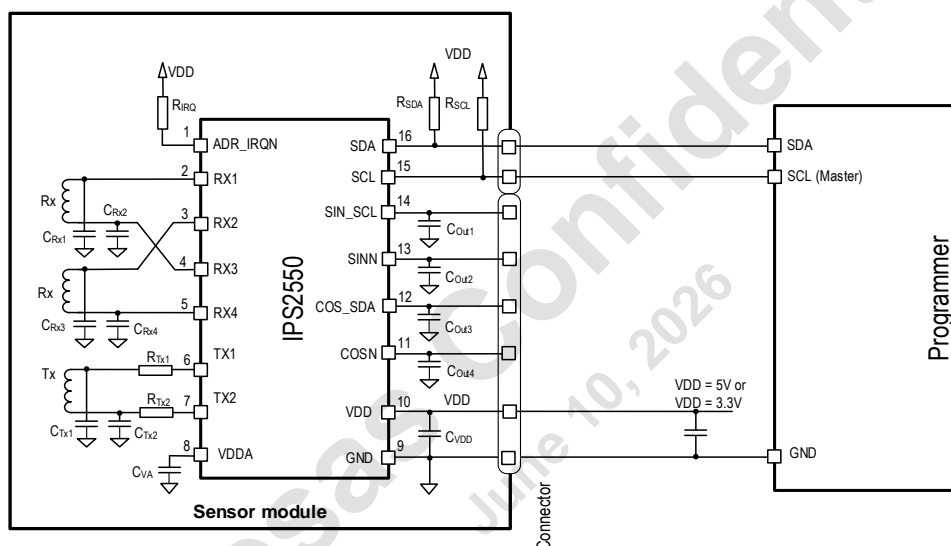 VDD
VDD
RIRQ
RSDA
RSCL
1
ADR_IRQN
SDA
16
SDA
2
RX1
SCL
15
SCL (Master)
Rx
CRx1
CRx2
3
RX2
SIN_SCL
14
COut1
4
RX3
SINN
13
COut2
Rx
CRx3
CRx4
5
RX4
COS_SDA
12
COut3
IPS2550
Programmer
TX1
RTx1
6
COSN
11
COut4
Tx
CTx1
CTx2
RTx2
7
TX2
VDD
10
VDD
CVDD
VDD = 5V or
VDD = 3.3V
8
VDDA
CVA
GND
9
GND
Sensor module
Connector
sas Confident
June 10, 2026